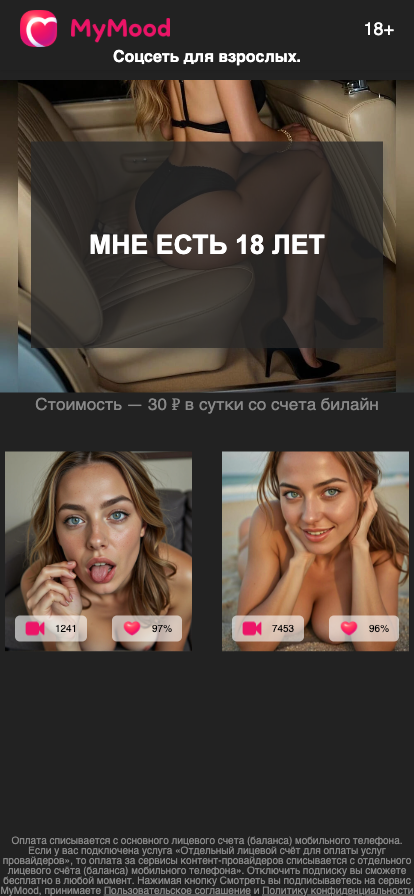 MyMood
18+
Соцсеть для взрослых.
МНЕ ЕСТЬ 18 ЛЕТ
Стоимость — 30 ₽ в сутки со счета билайн
1241
97%
7453
96%
Оплата списывается с основного лицевого счета (баланса) мобильного телефона.
Если у вас подключена услуга «Отдельный лицевой счёт для оплаты услуг
провайдеров», то оплата за сервисы контент-провайдеров списывается с отдельного
лицевого счёта (баланса) мобильного телефона». Отключить подписку вы сможете
бесплатно в любой момент. Нажимая кнопку Смотреть вы подписываетесь на сервис
MyMood, принимаете Пользовательское соглашение и Политику конфиденциальности